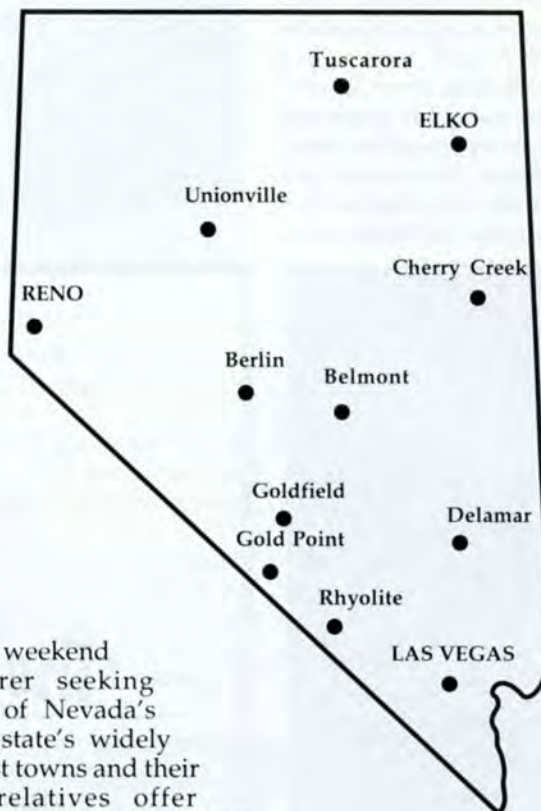 Tuscarora
ELKO
Unionville
Cherry Creek
RENO
Berlin
Belmont
Goldfield
Delamar
Gold Point
Rhyolite
LAS VEGAS
weekend
rer seeking
of Nevada's
state's widely
st towns and their
relatives offer